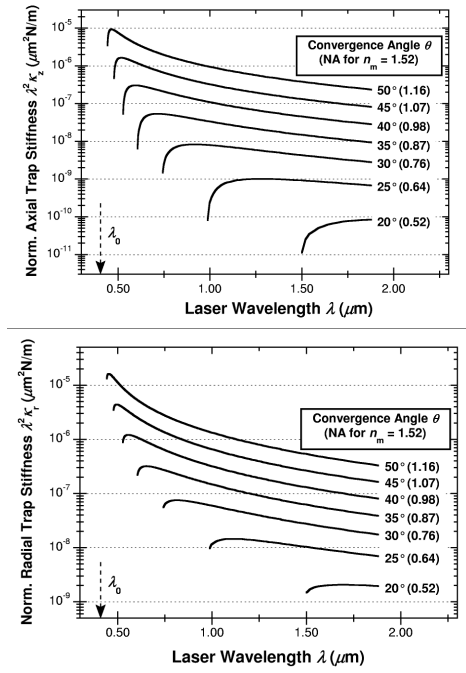 Norm. Axial Trap Stiffness λ²κ_z (μm²N/m)
10⁻⁵
10⁻⁶
10⁻⁷
10⁻⁸
10⁻⁹
10⁻¹⁰
10⁻¹¹
Convergence Angle θ
(NA for n_m = 1.52)
50° (1.16)
45° (1.07)
40° (0.98)
35° (0.87)
30° (0.76)
25° (0.64)
20° (0.52)
λ₀
0.50 1.00 1.50 2.00
Laser Wavelength λ (μm)
Norm. Radial Trap Stiffness λ²κ_r (μm²N/m)
10⁻⁵
10⁻⁶
10⁻⁷
10⁻⁸
10⁻⁹
Convergence Angle θ
(NA for n_m = 1.52)
50° (1.16)
45° (1.07)
40° (0.98)
35° (0.87)
30° (0.76)
25° (0.64)
20° (0.52)
λ₀
0.50 1.00 1.50 2.00
Laser Wavelength λ (μm)